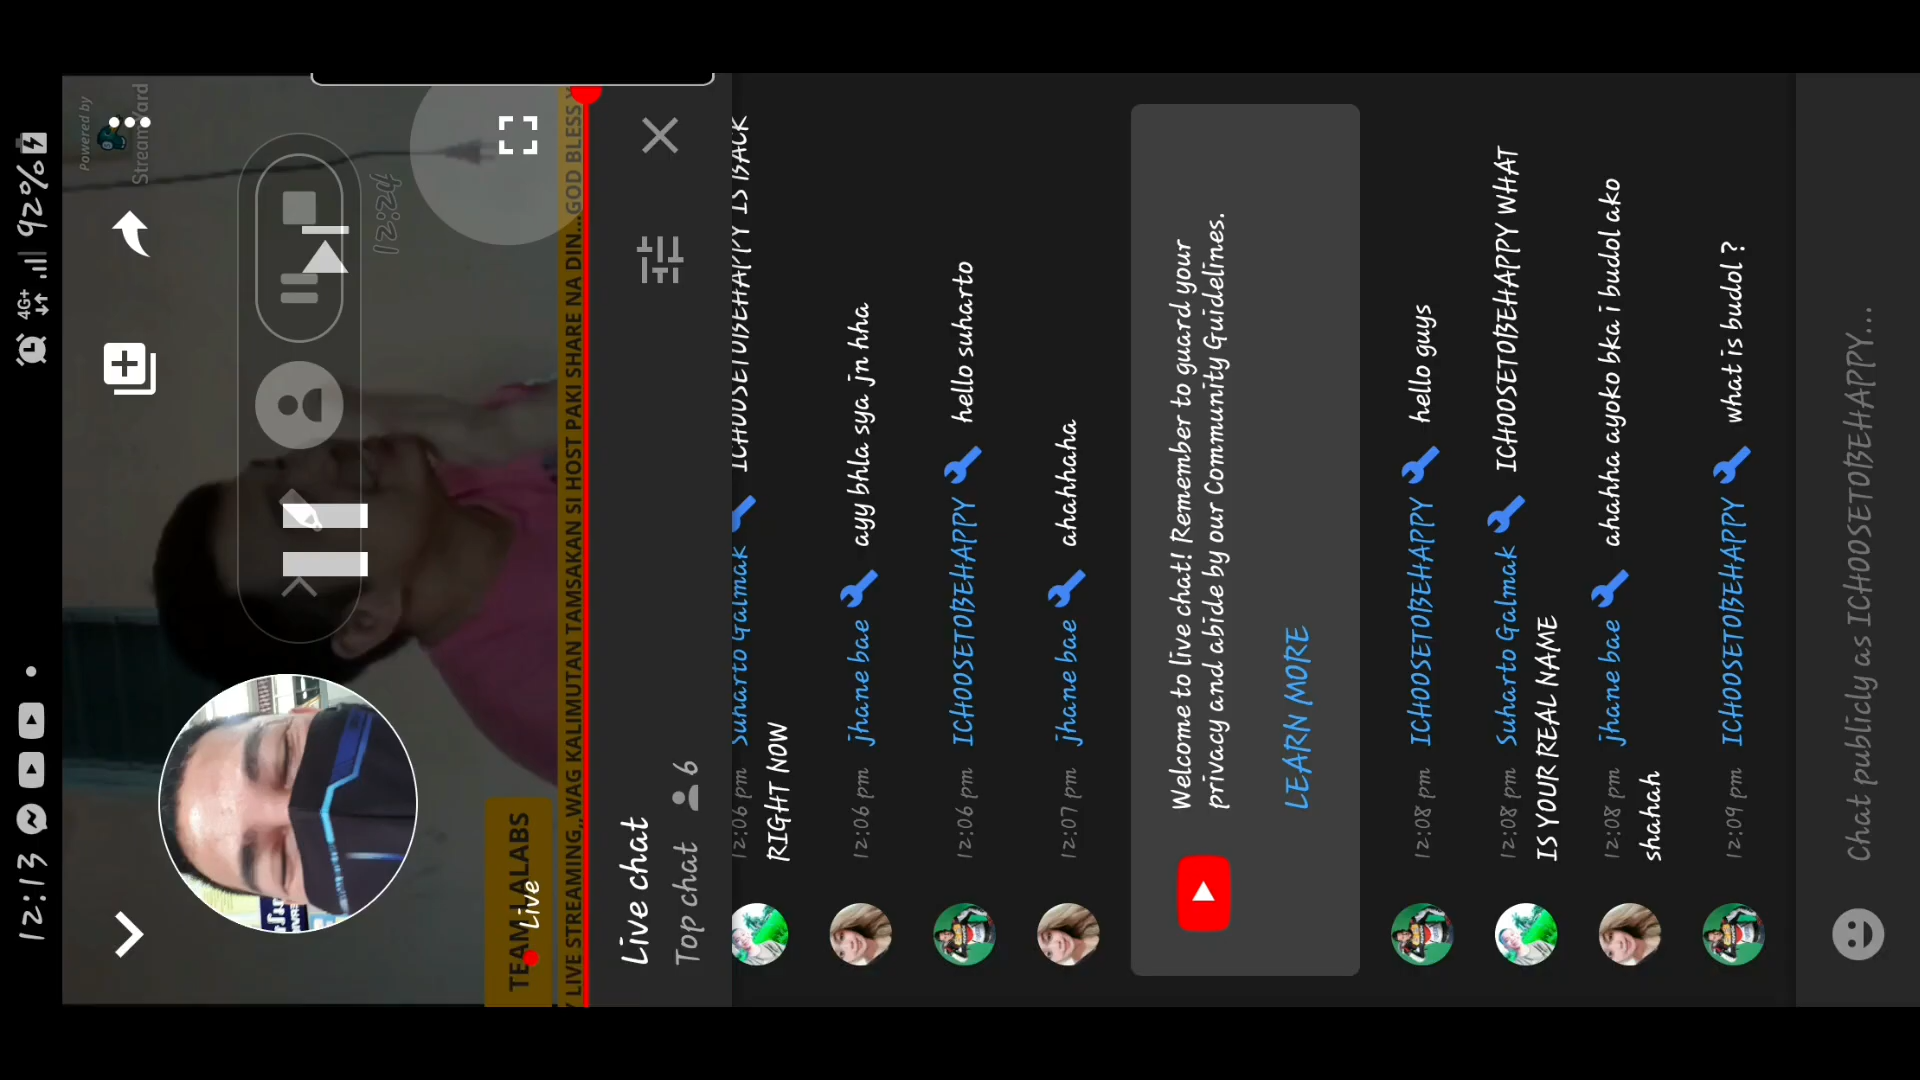 12:13
4G+
92%
Powered by
StreamYard
12:24
TEAM LALABS
Live
LIVE STREAMING,,WAG KALIMUTAN TAMSAKAN SI HOST PAKI SHARE NA DIN...GOD BLESS
Live chat
Top chat 6
12:06 pm Suharto Galmak ICHOOSETOBEHAPPY IS BACK
RIGHT NOW
12:06 pm jhane bae ayy bhla sya jn hha
12:06 pm ICHOOSETOBEHAPPY hello suharto
12:07 pm jhane bae ahahhaha
Welcome to live chat! Remember to guard your
privacy and abide by our Community Guidelines.
LEARN MORE
12:08 pm ICHOOSETOBEHAPPY hello guys
12:08 pm Suharto Galmak ICHOOSETOBEHAPPY WHAT
IS YOUR REAL NAME
12:08 pm jhane bae ahahhha ayoko bka i budol ako
shahah
12:09 pm ICHOOSETOBEHAPPY what is budol ?
Chat publicly as ICHOOSETOBEHAPPY...